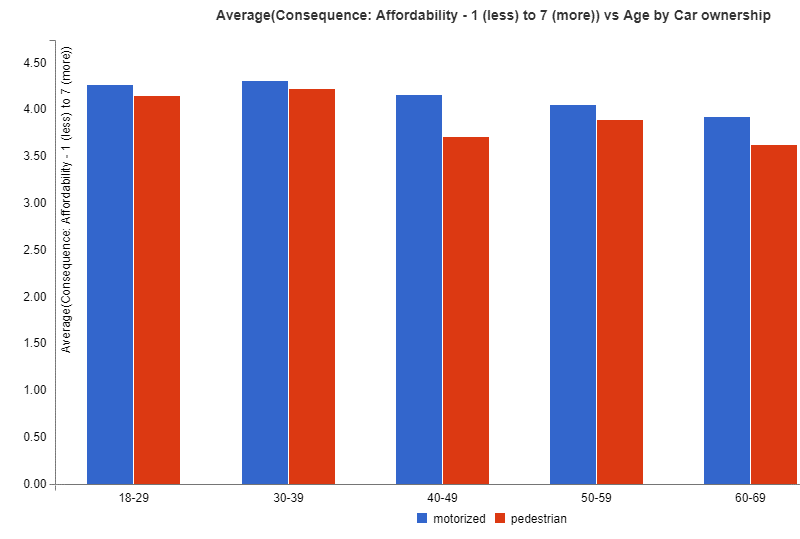 Average(Consequence: Affordability - 1 (less) to 7 (more)) vs Age by Car ownership
Average(Consequence: Affordability - 1 (less) to 7 (more))
4.50
4.00
3.50
3.00
2.50
2.00
1.50
1.00
0.50
0.00
18-29 30-39 40-49 50-59 60-69
motorized pedestrian